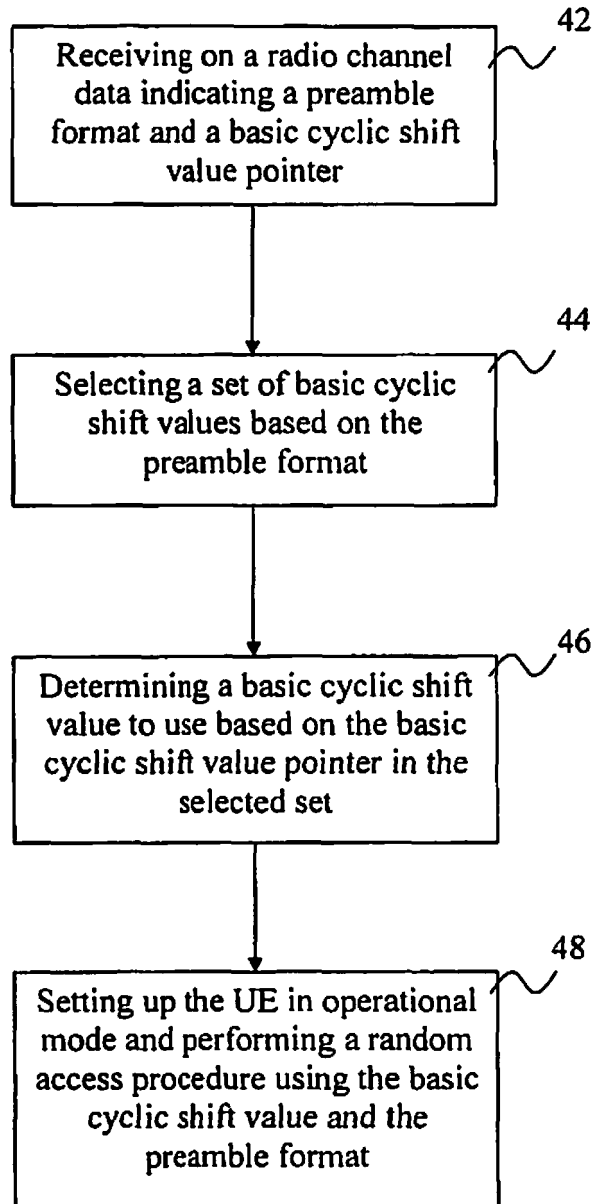 42
Receiving on a radio channel
data indicating a preamble
format and a basic cyclic shift
value pointer
44
Selecting a set of basic cyclic
shift values based on the
preamble format
46
Determining a basic cyclic shift
value to use based on the basic
cyclic shift value pointer in the
selected set
48
Setting up the UE in operational
mode and performing a random
access procedure using the basic
cyclic shift value and the
preamble format